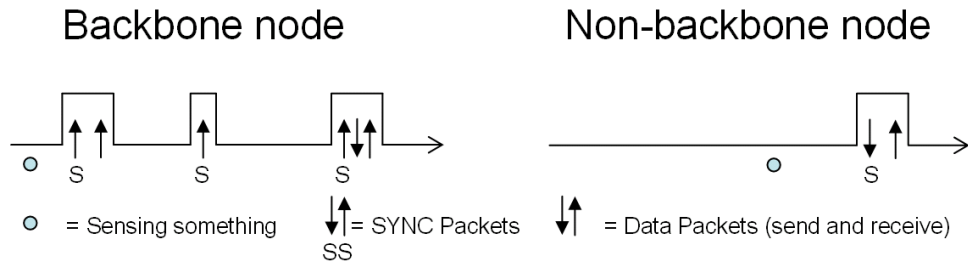 Backbone node
Non-backbone node
S S S S
= Sensing something
= SYNC Packets
= Data Packets (send and receive)
SS